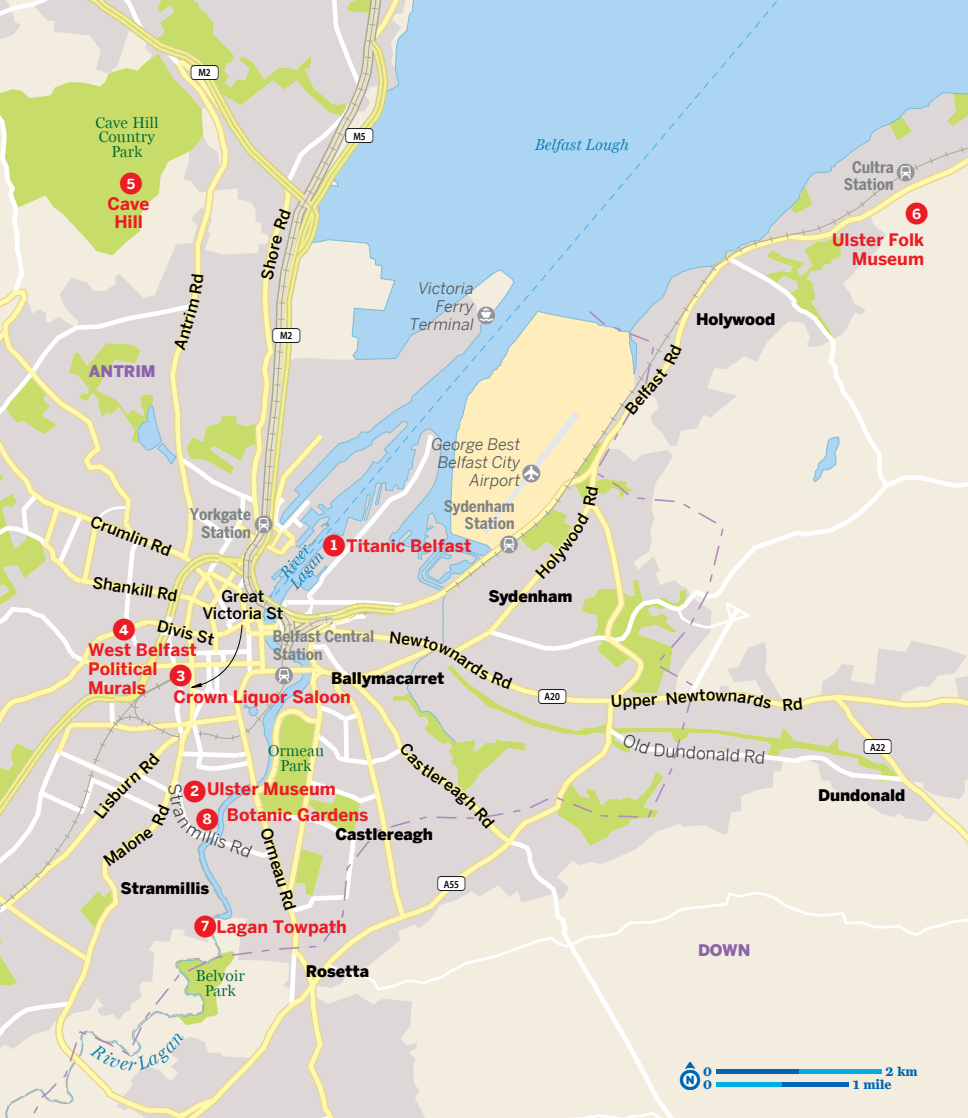 M2
M5
Cave Hill
Country
Park
5
Cave
Hill
Belfast Lough
Cultra
Station
6
Ulster Folk
Museum
Shore Rd
Antrim Rd
Victoria
Ferry
Terminal
Holywood
M2
ANTRIM
Belfast Rd
George Best
Belfast City
Airport
Sydenham
Station
Holywood Rd
Yorkgate
Station
Crumlin Rd
1 Titanic Belfast
River
Lagan
Shankill Rd
Great
Victoria St
Sydenham
4
West Belfast
Political
Murals
Divis St
Belfast Central
Station
Newtownards Rd
3
Crown Liquor Saloon
Ballymacarret
A20
Upper Newtownards Rd
Old Dundonald Rd
A22
Ormeau
Park
Castlereagh Rd
Lisburn Rd
2 Ulster Museum
Stranmillis Rd
8 Botanic Gardens
Dundonald
Malone Rd
Ormeau Rd
Castlereagh
Stranmillis
A55
7 Lagan Towpath
DOWN
Rosetta
Belvoir
Park
River Lagan
N
0 2 km
0 1 mile